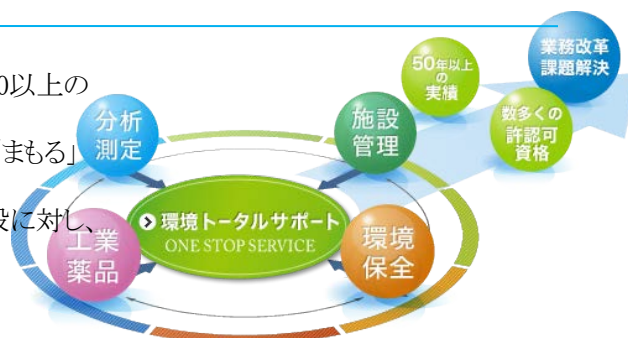 0以上の
まもる」
設に対し、
分析
測定
施設
管理
50年以上
の
実績
業務改革
課題解決
数多くの
許認可
資格
環境トータルサポート
ONE STOP SERVICE
工業
薬品
環境
保全